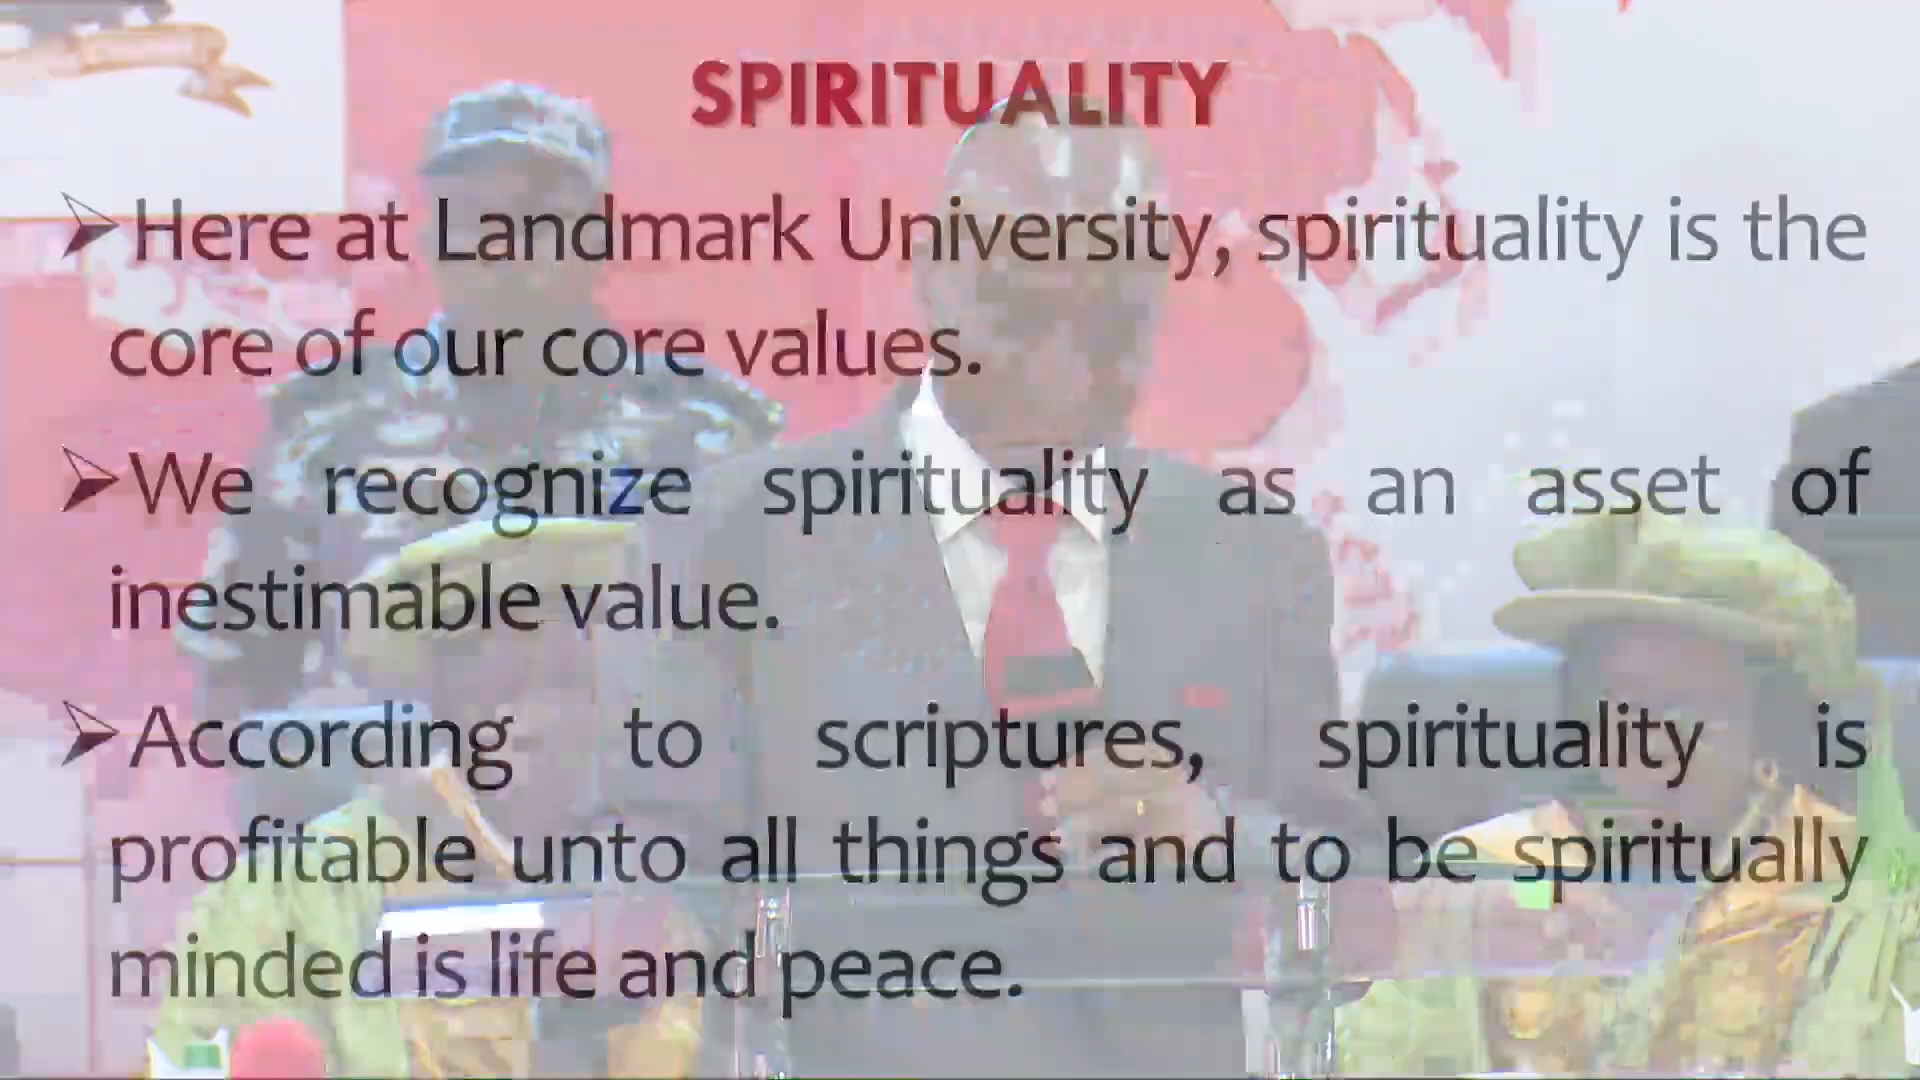 SPIRITUALITY
➢Here at Landmark University, spirituality is the
core of our core values.
➢We recognize spirituality as an asset of
inestimable value.
➢According to scriptures, spirituality is
profitable unto all things and to be spiritually
minded is life and peace.